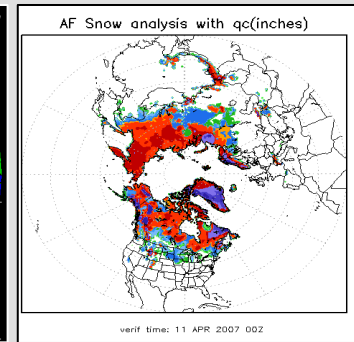 AF Snow analysis with qc(inches)
verif time: 11 APR 2007 00Z